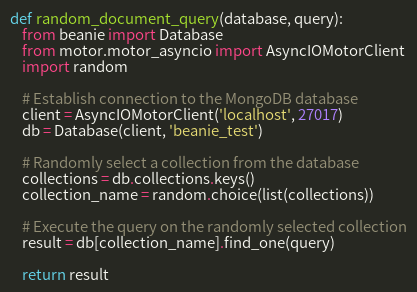 def random_document_query(database, query):
    from beanie import Database
    from motor.motor_asyncio import AsyncIOMotorClient
    import random

    # Establish connection to the MongoDB database
    client = AsyncIOMotorClient('localhost', 27017)
    db = Database(client, 'beanie_test')

    # Randomly select a collection from the database
    collections = db.collections.keys()
    collection_name = random.choice(list(collections))

    # Execute the query on the randomly selected collection
    result = db[collection_name].find_one(query)

    return result